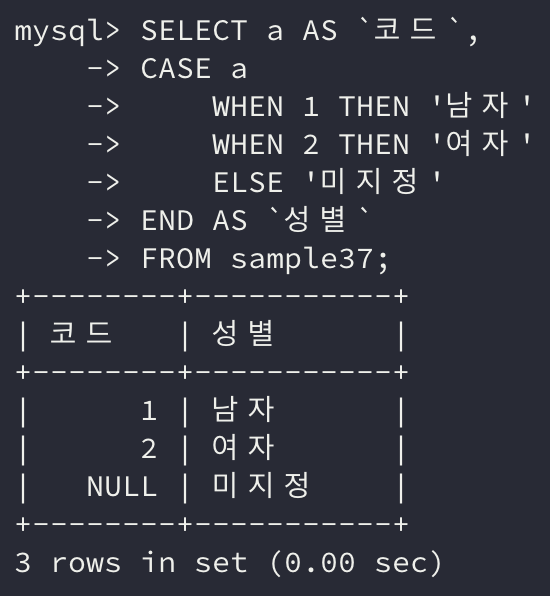 mysql> SELECT a AS `코드`,
    -> CASE a
    ->     WHEN 1 THEN '남자'
    ->     WHEN 2 THEN '여자'
    ->     ELSE '미지정'
    -> END AS `성별`
    -> FROM sample37;
+--------+-----------+
| 코드   | 성별      |
+--------+-----------+
|      1 | 남자      |
|      2 | 여자      |
|   NULL | 미지정    |
+--------+-----------+
3 rows in set (0.00 sec)